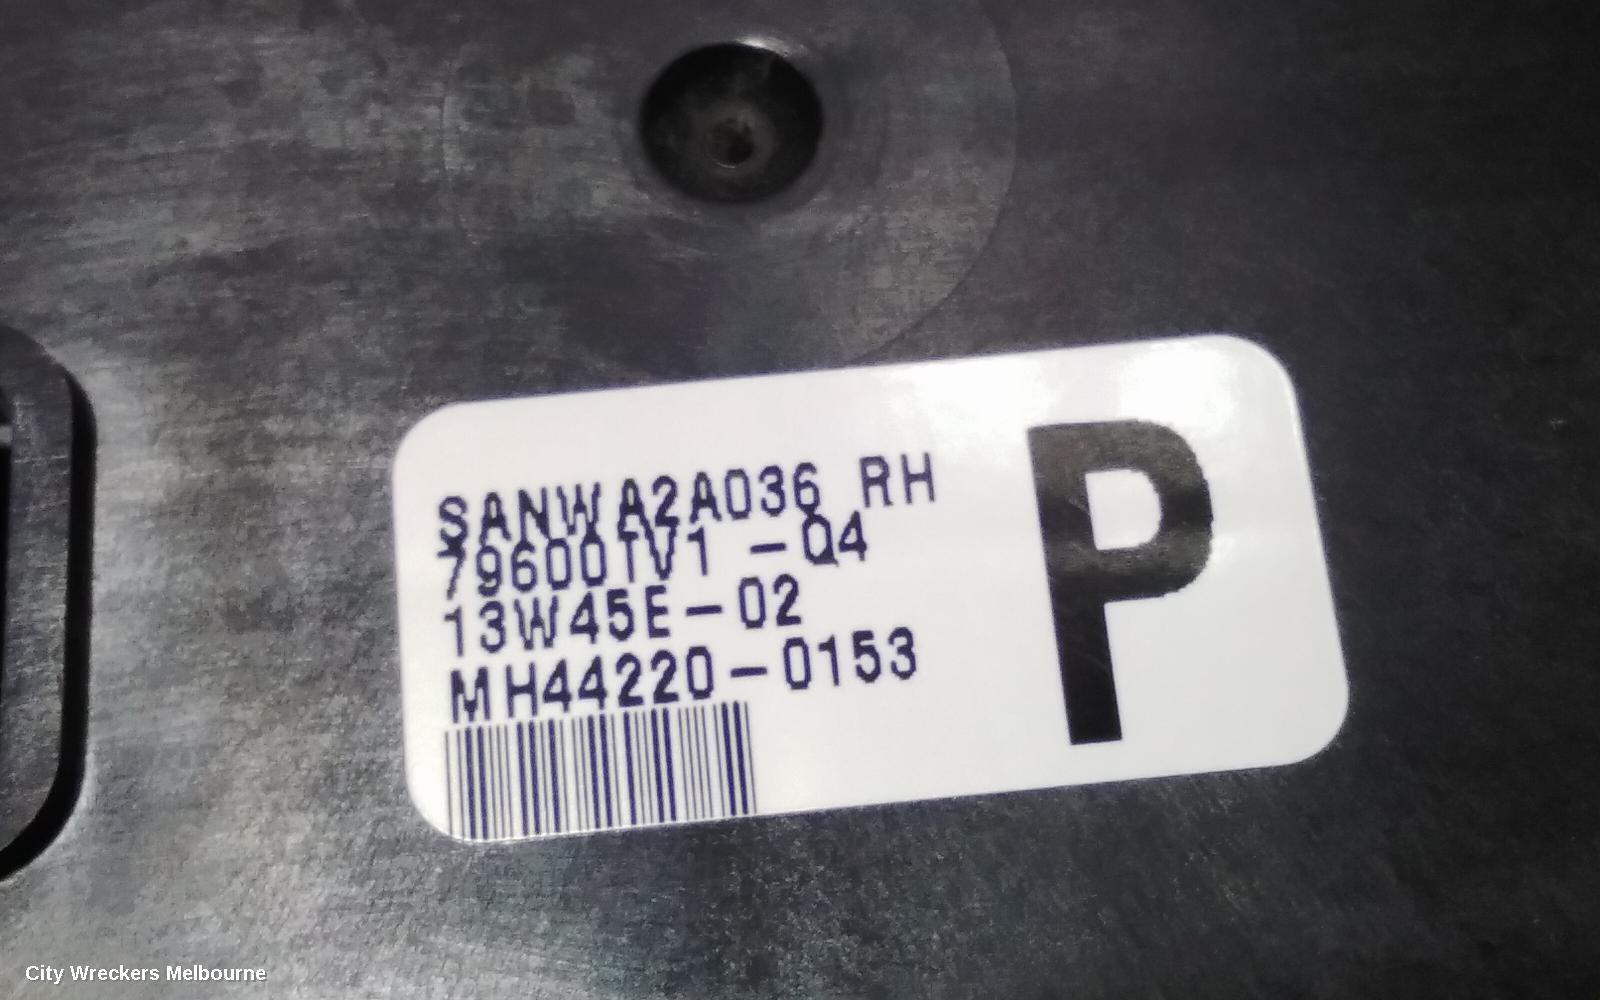 SANWA2A036 RH
79600TV1 -Q4
13W45E-02
MH44220-0153
P
City Wreckers Melbourne